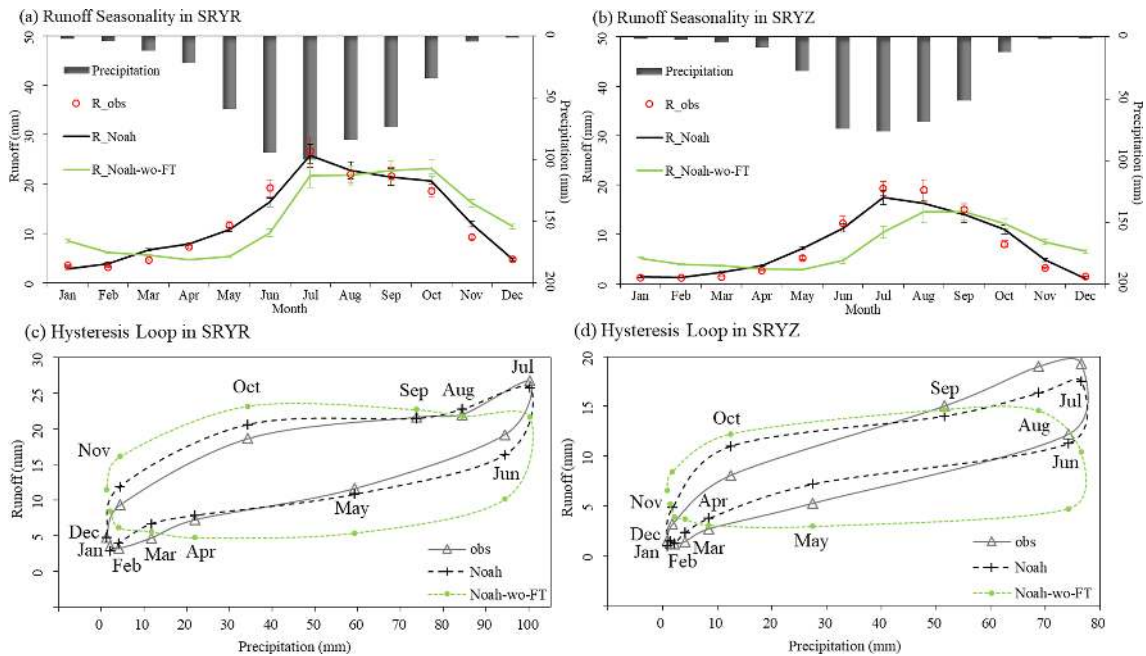 (a) Runoff Seasonality in SRYR
50
40
30
20
10
0
Runoff (mm)
0
50
100
150
200
Precipitation (mm)
Precipitation
R_obs
R_Noah
R_Noah-wo-FT
Jan Feb Mar Apr May Jun Jul Aug Sep Oct Nov Dec
Month
(b) Runoff Seasonality in SRYZ
50
40
30
20
10
0
Runoff (mm)
0
50
100
150
200
Precipitation (mm)
Precipitation
R_obs
R_Noah
R_Noah-wo-FT
Jan Feb Mar Apr May Jun Jul Aug Sep Oct Nov Dec
Month
(c) Hysteresis Loop in SRYR
30
25
20
15
10
5
0
Runoff (mm)
Jul
Oct
Sep
Aug
Nov
Jun
May
Dec
Jan
Feb
Mar
Apr
obs
Noah
Noah-wo-FT
0 10 20 30 40 50 60 70 80 90 100
Precipitation (mm)
(d) Hysteresis Loop in SRYZ
20
15
10
5
0
Runoff (mm)
Sep
Jul
Oct
Aug
Jun
Nov
Apr
Dec
Jan
Feb
Mar
May
obs
Noah
Noah-wo-FT
0 10 20 30 40 50 60 70 80
Precipitation (mm)